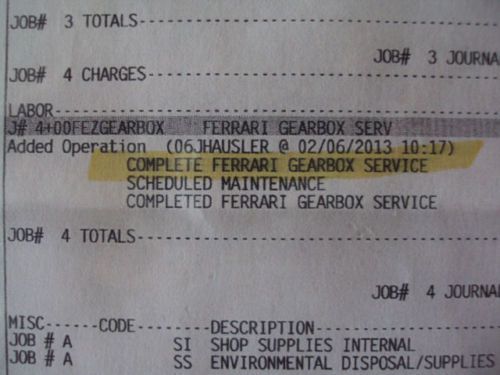 JOB# 3 TOTALS----------------------------------
JOB# 3 JOURNA
JOB# 4 CHARGES---------------------------------
LABOR------------------------------------------
J# 4+00FEZGEARBOX FERRARI GEARBOX SERV
Added Operation (06JHAUSLER @ 02/06/2013 10:17)
COMPLETE FERRARI GEARBOX SERVICE
SCHEDULED MAINTENANCE
COMPLETED FERRARI GEARBOX SERVICE
JOB# 4 TOTALS----------------------------------
JOB# 4 JOURNA
MISC------CODE--------DESCRIPTION--------------
JOB # A SI SHOP SUPPLIES INTERNAL
JOB # A SS ENVIRONMENTAL DISPOSAL/SUPPLIES